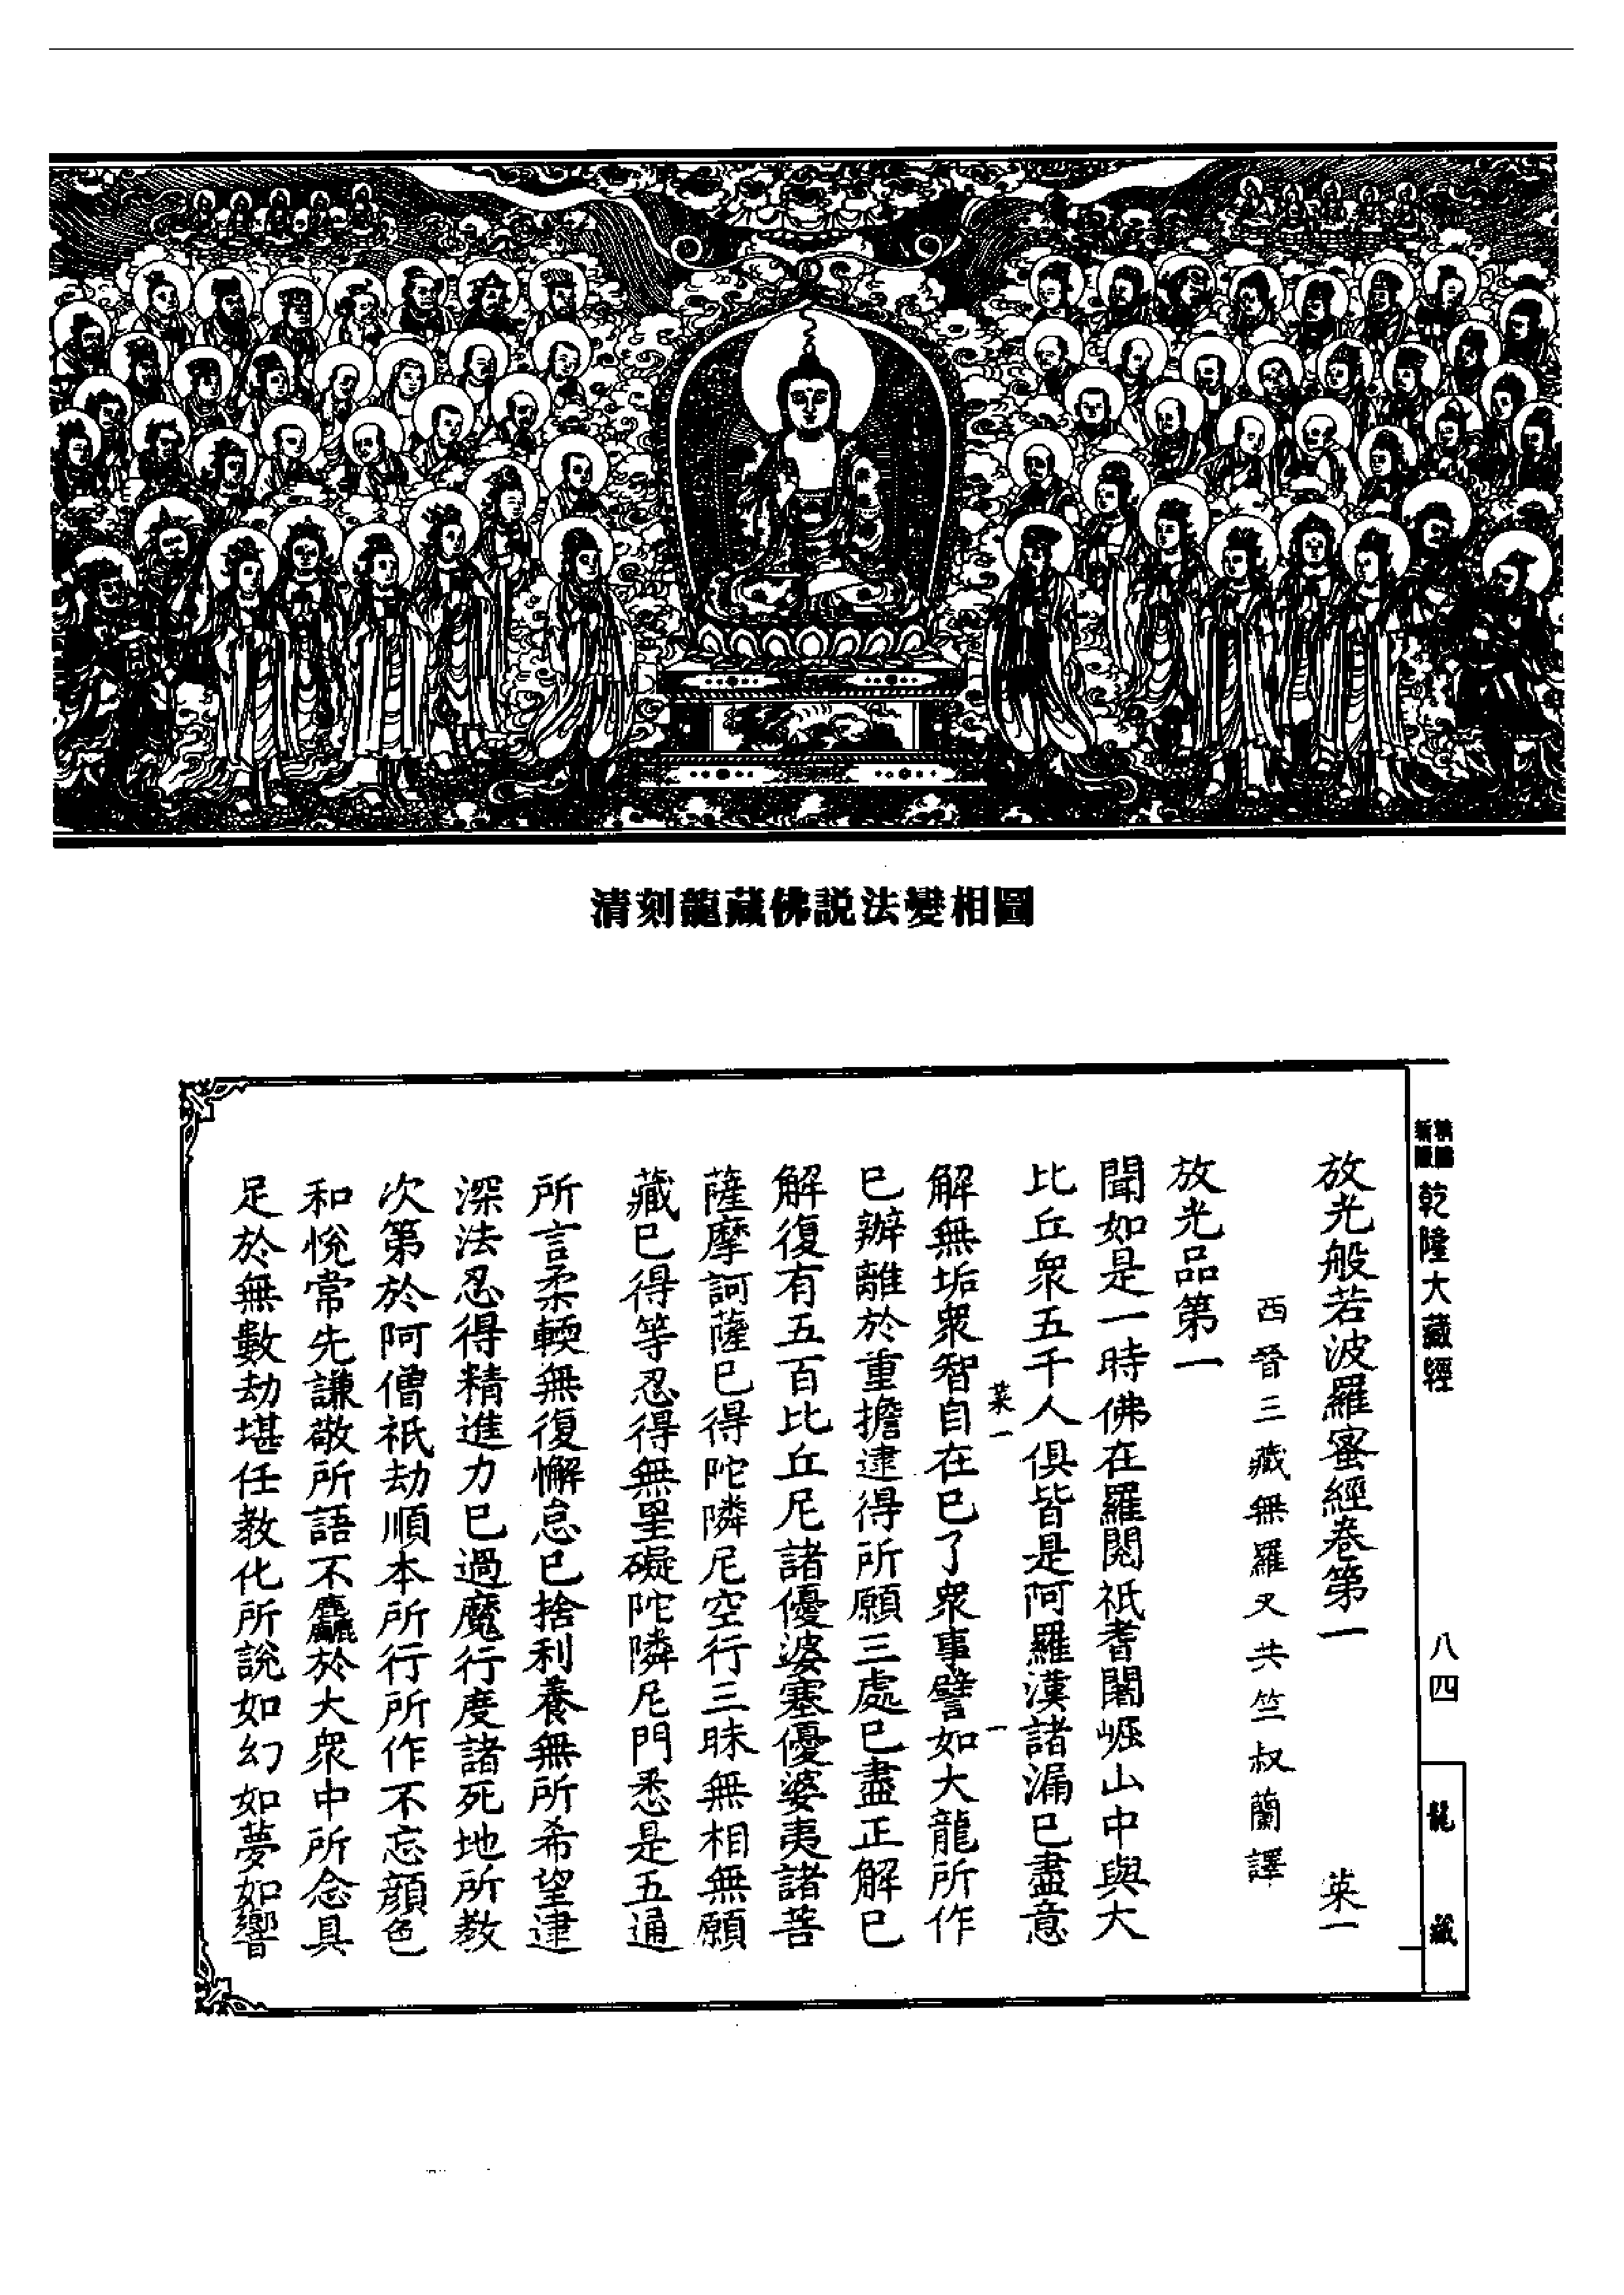 清刻龍藏佛説法變相圖
乾隆大藏經
八四
龍藏
放光般若波羅蜜經卷第一 菜一
西晉三藏無羅叉共竺叔蘭譯
放光品第一
聞如是一時佛在羅閱祇耆闍崛山中與大
比丘眾五千人俱皆是阿羅漢諸漏已盡意
菜一 一
解無垢眾智自在已了眾事譬如大龍所作
已辦離於重擔逮得所願三處已盡正解已
解復有五百比丘尼諸優婆塞優婆夷諸菩
薩摩訶薩已得陀隣尼空行三昧無相無願
藏已得等忍得無罣礙陀隣尼門悉是五通
所言柔輭無復懈怠已捨利養無所希望逮
深法忍得精進力已過魔行度諸死地所教
次第於阿僧祇劫順本所行所作不忘顏色
和悅常先謙敬所語不麤於大眾中所念具
足於無數劫堪任教化所說如幻如夢如響